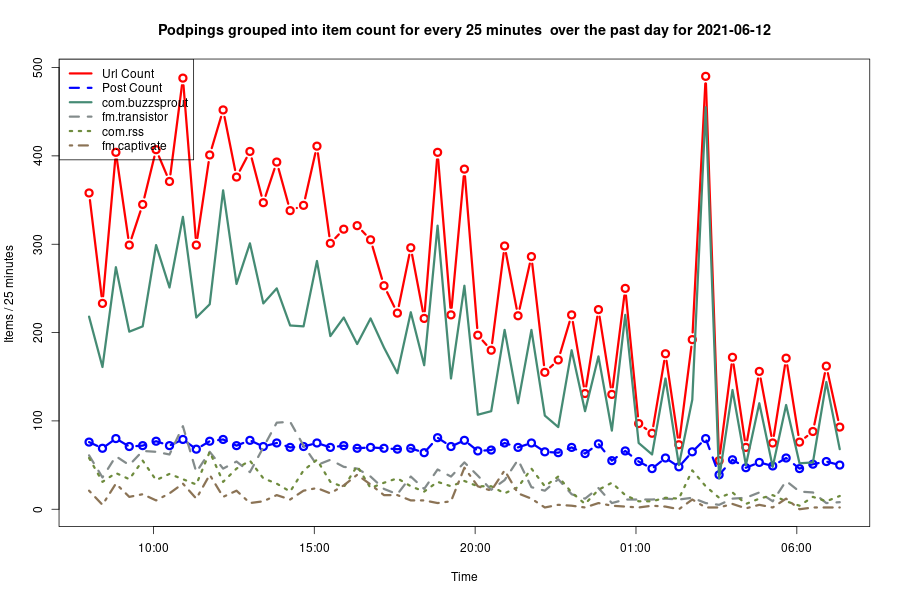 Podpings grouped into item count for every 25 minutes  over the past day for 2021-06-12
Url Count
Post Count
com.buzzsprout
fm.transistor
com.rss
fm.captivate
Items / 25 minutes
500
400
300
200
100
0
10:00
15:00
20:00
01:00
06:00
Time